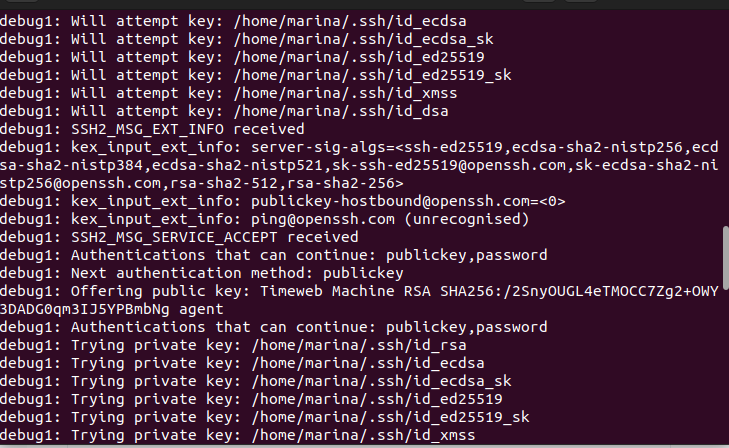 debug1: Will attempt key: /home/marina/.ssh/id_ecdsa
debug1: Will attempt key: /home/marina/.ssh/id_ecdsa_sk
debug1: Will attempt key: /home/marina/.ssh/id_ed25519
debug1: Will attempt key: /home/marina/.ssh/id_ed25519_sk
debug1: Will attempt key: /home/marina/.ssh/id_xmss
debug1: Will attempt key: /home/marina/.ssh/id_dsa
debug1: SSH2_MSG_EXT_INFO received
debug1: kex_input_ext_info: server-sig-algs=<ssh-ed25519,ecdsa-sha2-nistp256,ecd
sa-sha2-nistp384,ecdsa-sha2-nistp521,sk-ssh-ed25519@openssh.com,sk-ecdsa-sha2-ni
stp256@openssh.com,rsa-sha2-512,rsa-sha2-256>
debug1: kex_input_ext_info: publickey-hostbound@openssh.com=<0>
debug1: kex_input_ext_info: ping@openssh.com (unrecognised)
debug1: SSH2_MSG_SERVICE_ACCEPT received
debug1: Authentications that can continue: publickey,password
debug1: Next authentication method: publickey
debug1: Offering public key: Timeweb Machine RSA SHA256:/2SnyOUGL4eTMOCC7Zg2+OWY
3DADG0qm3IJ5YPBmbNg agent
debug1: Authentications that can continue: publickey,password
debug1: Trying private key: /home/marina/.ssh/id_rsa
debug1: Trying private key: /home/marina/.ssh/id_ecdsa
debug1: Trying private key: /home/marina/.ssh/id_ecdsa_sk
debug1: Trying private key: /home/marina/.ssh/id_ed25519
debug1: Trying private key: /home/marina/.ssh/id_ed25519_sk
debug1: Trying private key: /home/marina/.ssh/id_xmss